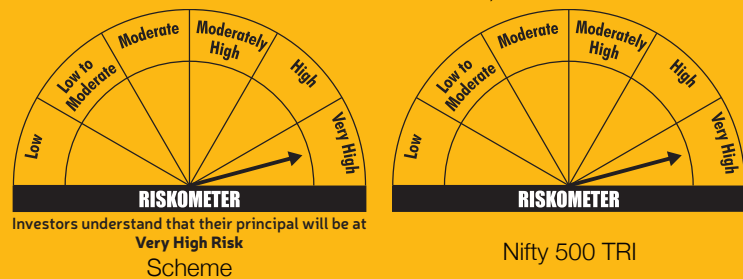 Low
Low to
Moderate
Moderate
Moderately
High
High
Very High
RISKOMETER
Investors understand that their principal will be at
Very High Risk
Scheme
Low
Low to
Moderate
Moderate
Moderately
High
High
Very High
RISKOMETER
Nifty 500 TRI